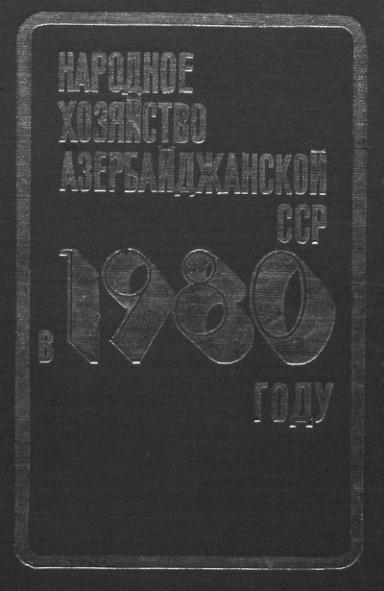 НАРОДНОЕ
ХОЗЯЙСТВО
АЗЕРБАЙДЖАНСКОЙ
ССР
в 1980
ГОДУ